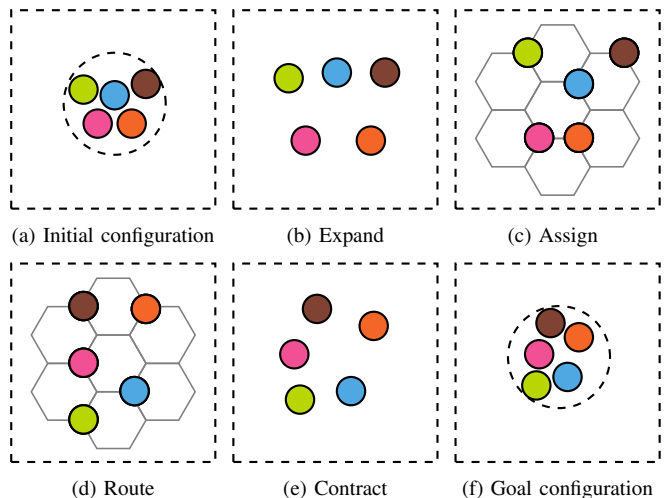 (a) Initial configuration
(b) Expand
(c) Assign
(d) Route
(e) Contract
(f) Goal configuration